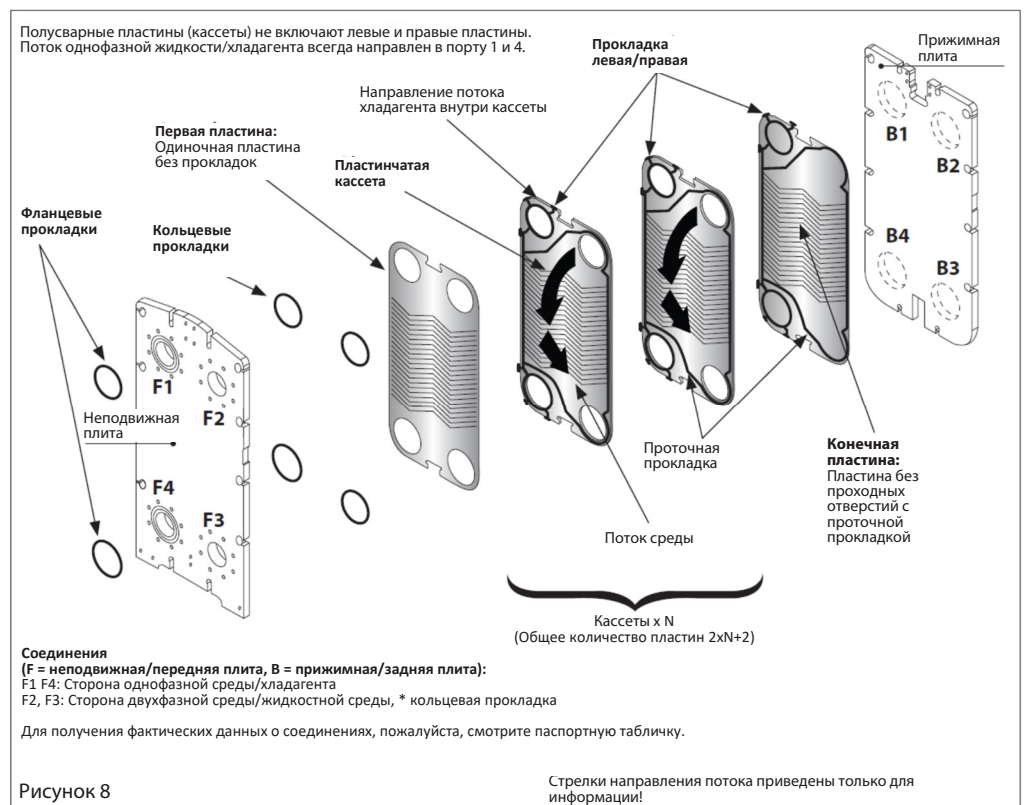 Полусварные пластины (кассеты) не включают левые и правые пластины.
Поток однофазной жидкости/хладагента всегда направлен в порту 1 и 4.
Прокладка
левая/правая
Прижимная
плита
Направление потока
хладагента внутри кассеты
Первая пластина:
Одиночная пластина
без прокладок
Пластинчатая
кассета
Фланцевые
прокладки
Кольцевые
прокладки
B1
B2
B4
B3
F1
F2
Неподвижная
плита
F4
F3
Проточная
прокладка
Конечная
пластина:
Пластина без
проходных
отверстий с
проточной
прокладкой
Поток среды
Кассеты x N
(Общее количество пластин 2xN+2)
Соединения
(F = неподвижная/передняя плита, B = прижимная/задняя плита):
F1 F4: Сторона однофазной среды/хладагента
F2, F3: Сторона двухфазной среды/жидкостной среды, * кольцевая прокладка
Для получения фактических данных о соединениях, пожалуйста, смотрите паспортную табличку.
Рисунок 8
Стрелки направления потока приведены только для
информации!